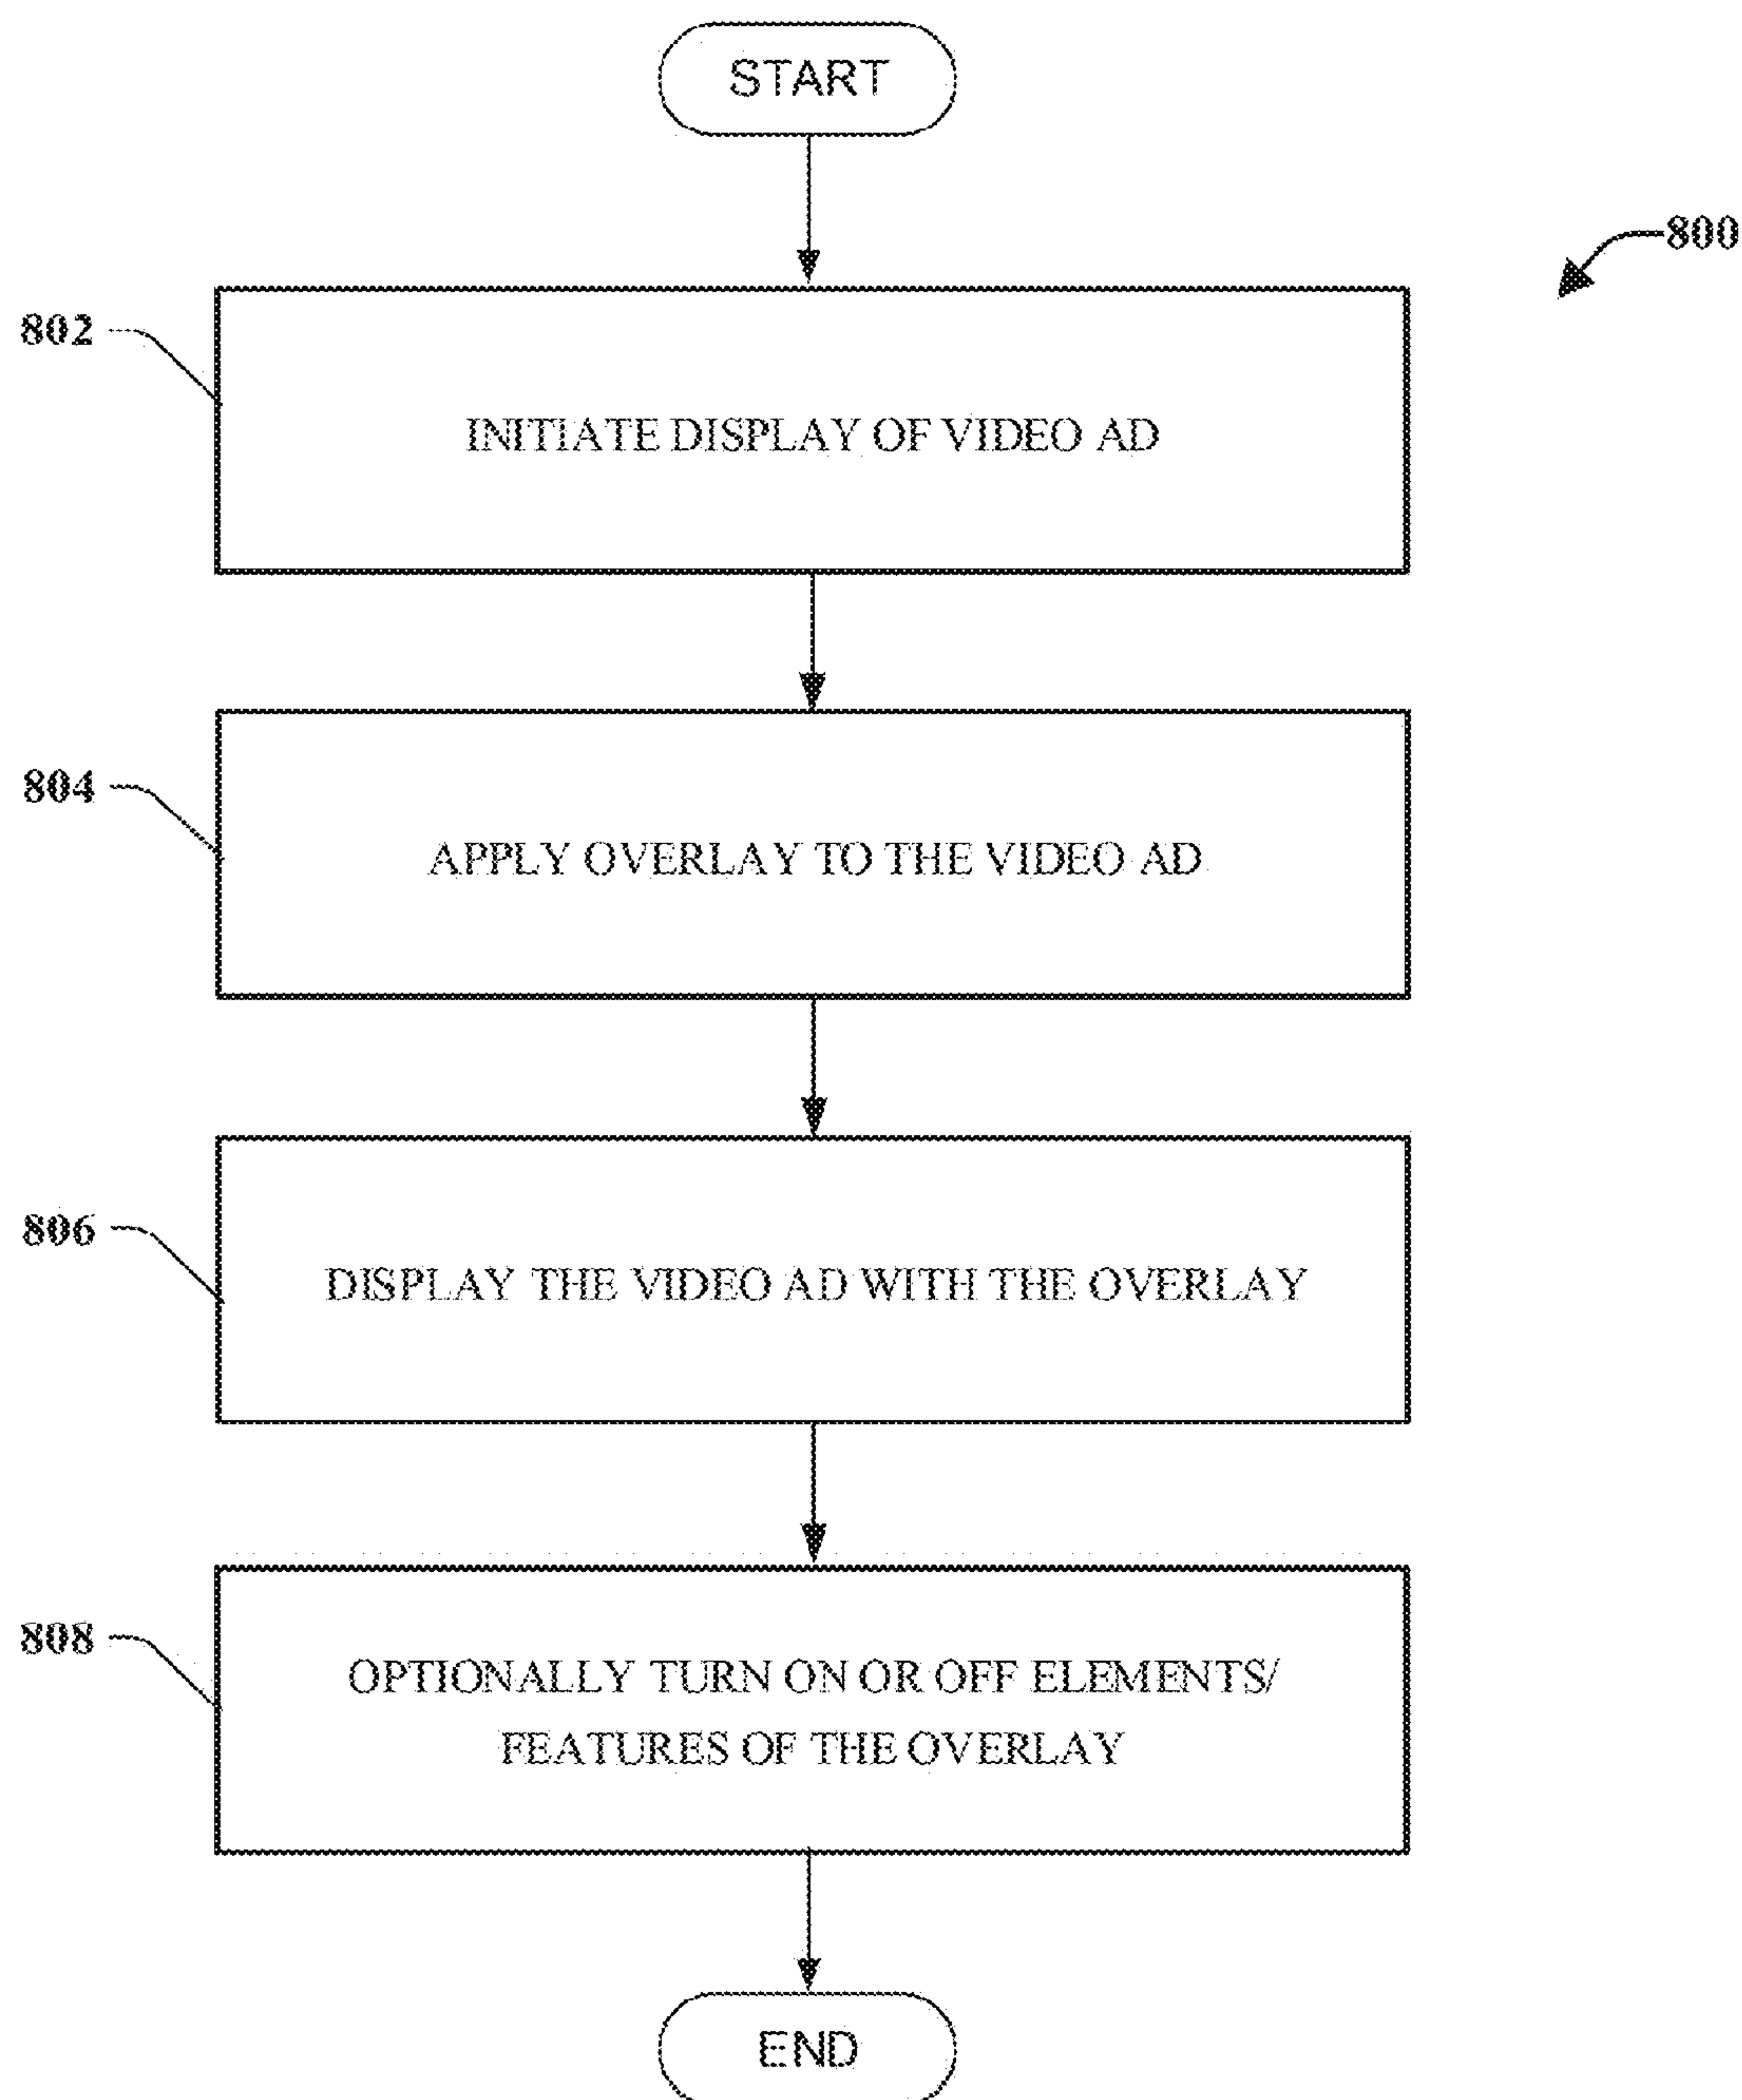 START
800
802
INITIATE DISPLAY OF VIDEO AD
804
APPLY OVERLAY TO THE VIDEO AD
806
DISPLAY THE VIDEO AD WITH THE OVERLAY
808
OPTIONALLY TURN ON OR OFF ELEMENTS/
FEATURES OF THE OVERLAY
END